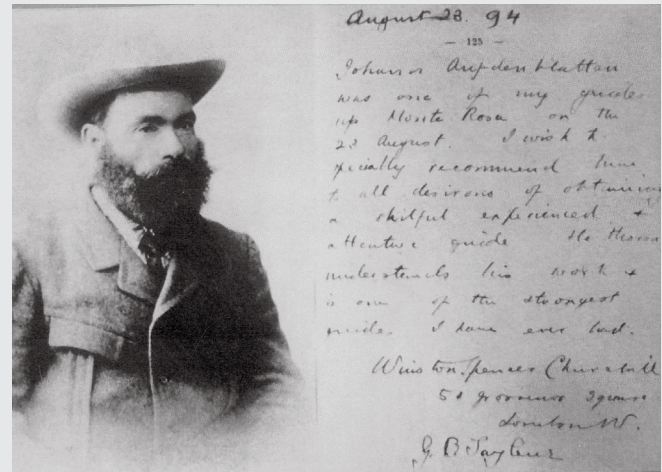 August 23. 94
— 125 —
Johann Aufdenblatten
was one of my guides
up Monte Rosa on the
23 August. I wish to
specially recommend him
to all desirous of obtaining
a skilful experienced +
attentive guide He thoroughly
understands his work +
is one of the strongest
guides I have ever had.
Winston Spencer Churchill
50 Grosvenor Square
London W.
G. B.